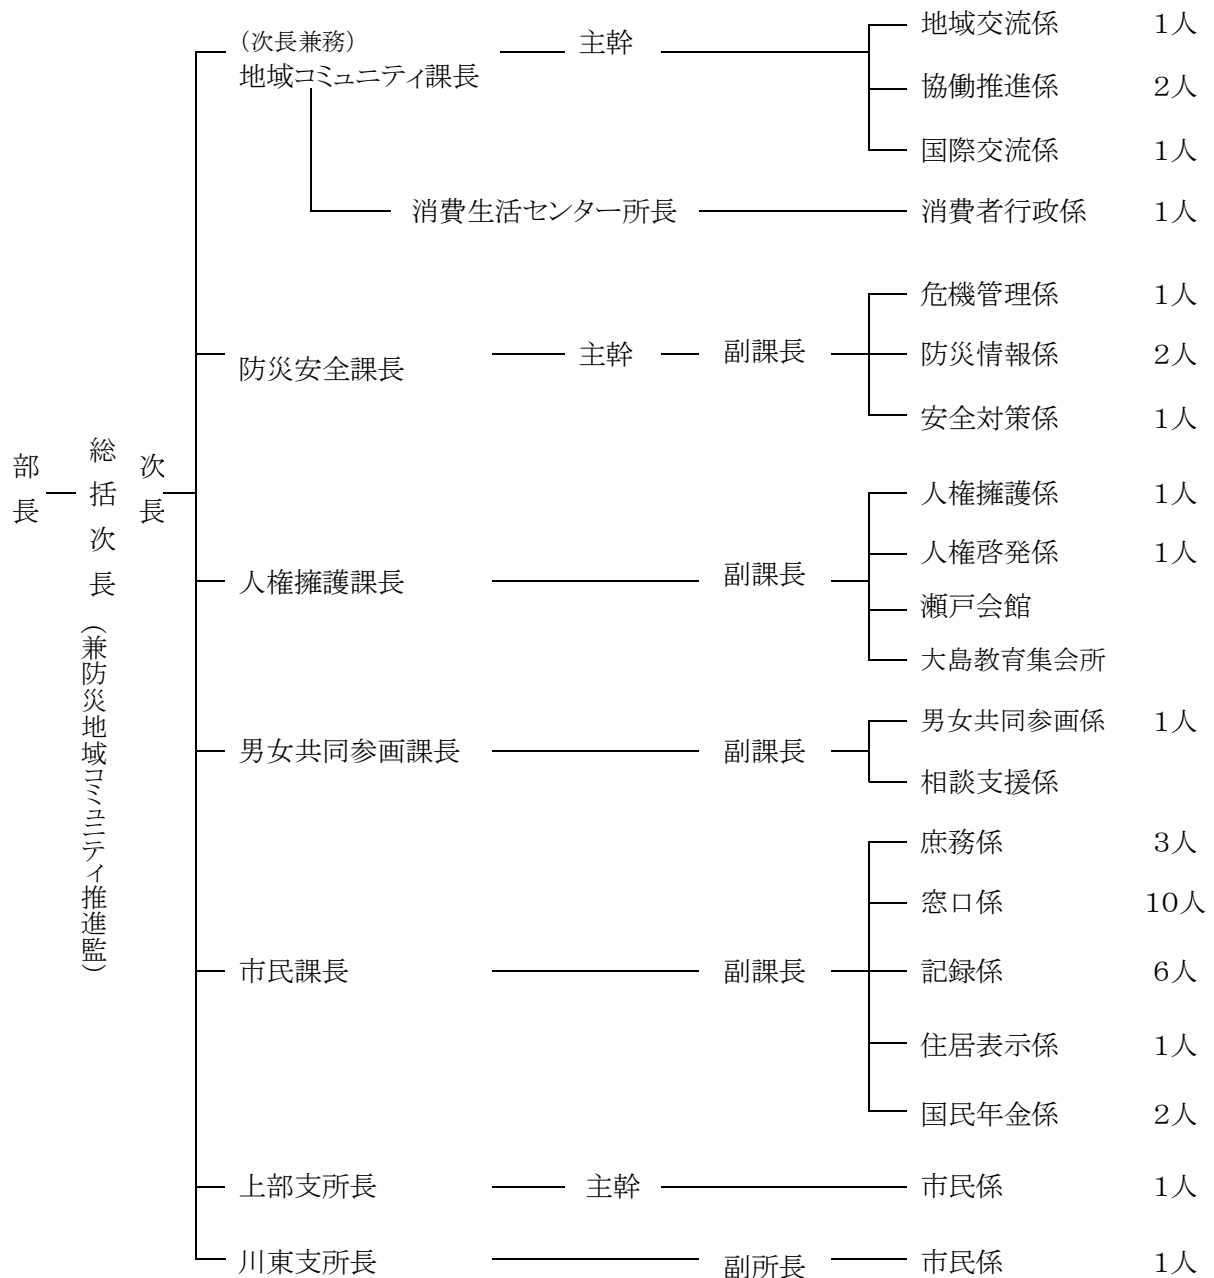 部長
総括次長
（兼防災地域コミュニティ推進監）
次長
（次長兼務）
地域コミュニティ課長 主幹
地域交流係 1人
協働推進係 2人
国際交流係 1人
消費生活センター所長 消費者行政係 1人
防災安全課長 主幹 副課長
危機管理係 1人
防災情報係 2人
安全対策係 1人
人権擁護課長 副課長
人権擁護係 1人
人権啓発係 1人
瀬戸会館
大島教育集会所
男女共同参画課長 副課長
男女共同参画係 1人
相談支援係
市民課長 副課長
庶務係 3人
窓口係 10人
記録係 6人
住居表示係 1人
国民年金係 2人
上部支所長 主幹 市民係 1人
川東支所長 副所長 市民係 1人